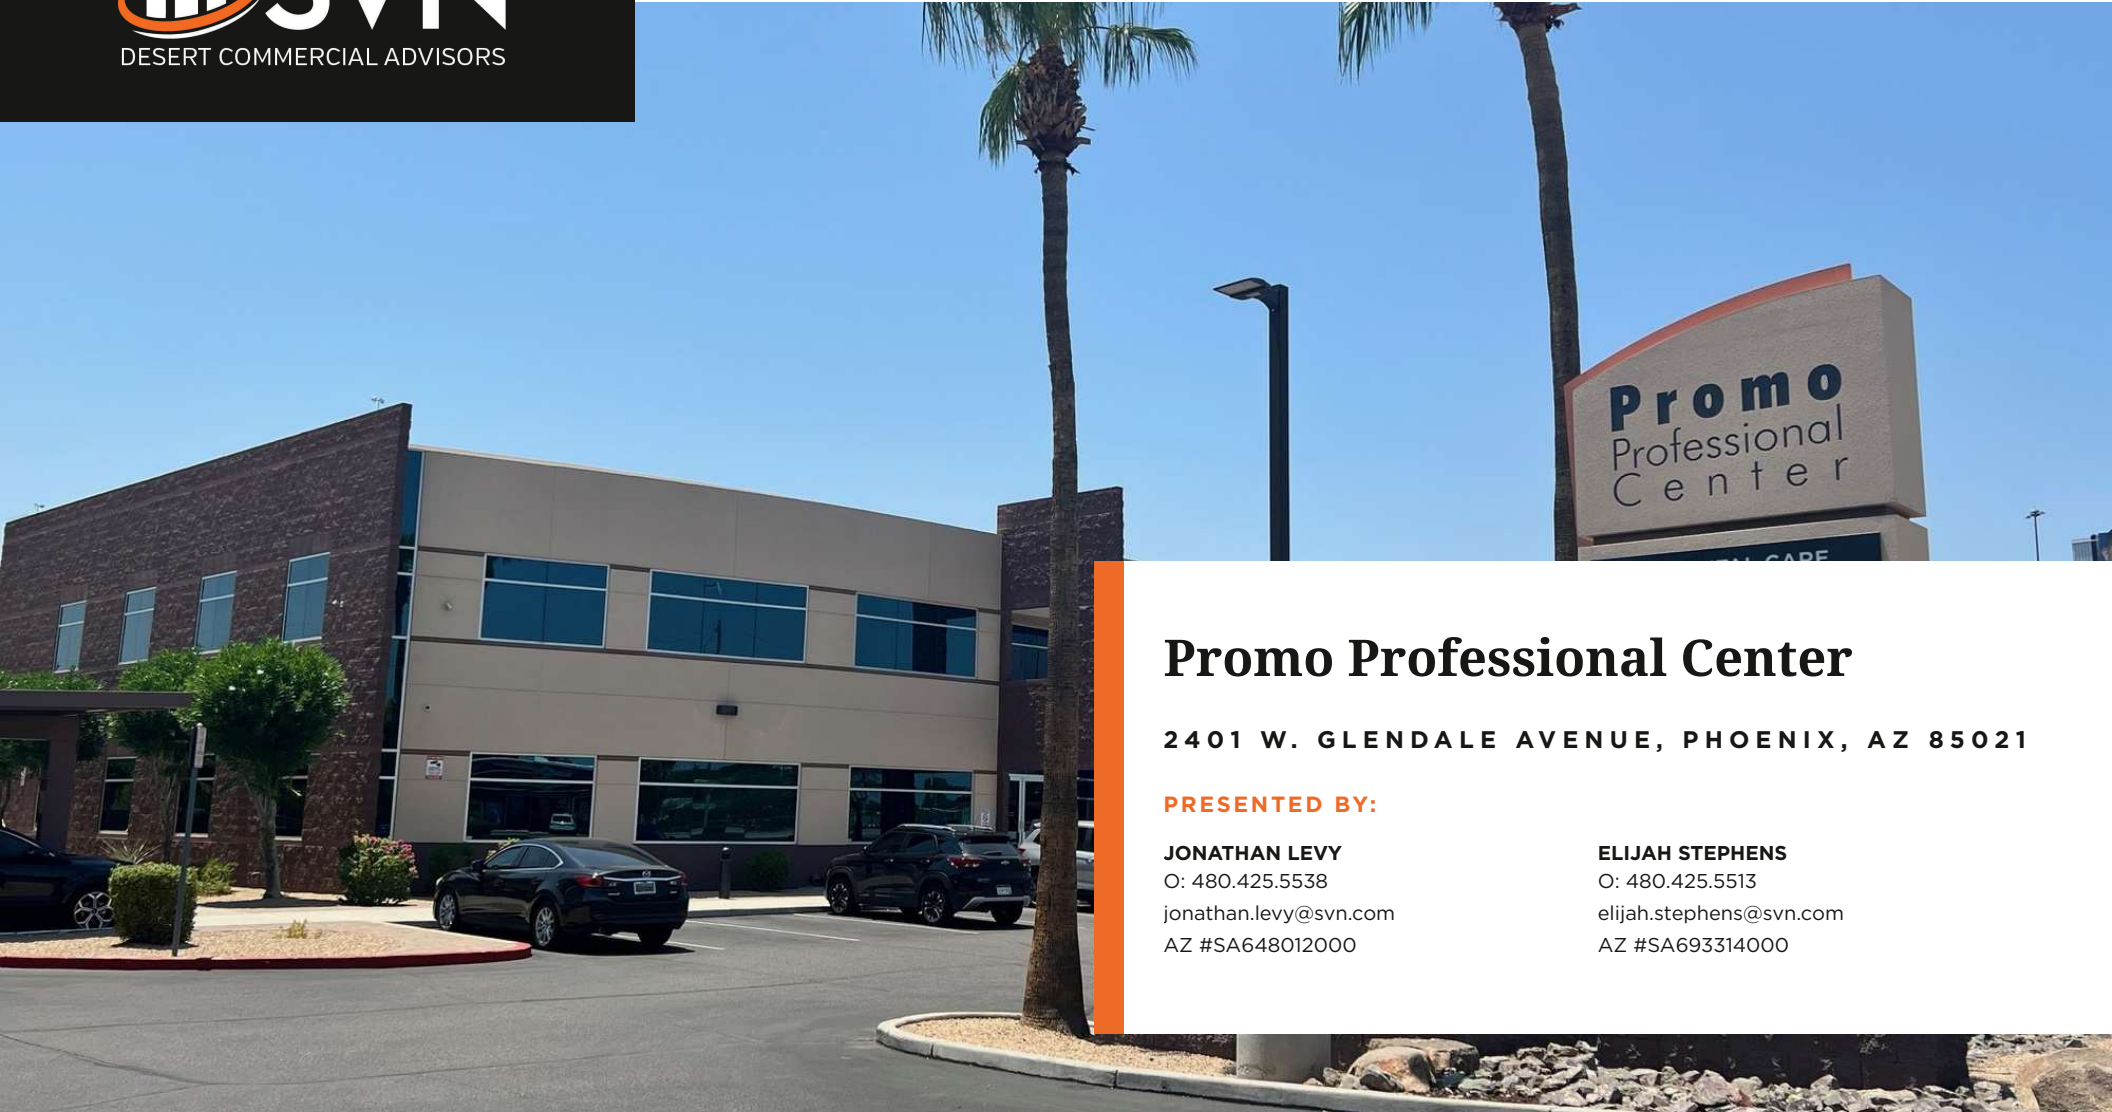 SVN
DESERT COMMERCIAL ADVISORS
Promo
Professional
Center
CARE
Promo Professional Center
2401 W. GLENDALE AVENUE, PHOENIX, AZ 85021
PRESENTED BY:
JONATHAN LEVY
O: 480.425.5538
jonathan.levy@svn.com
AZ #SA648012000
ELIJAH STEPHENS
O: 480.425.5513
elijah.stephens@svn.com
AZ #SA693314000